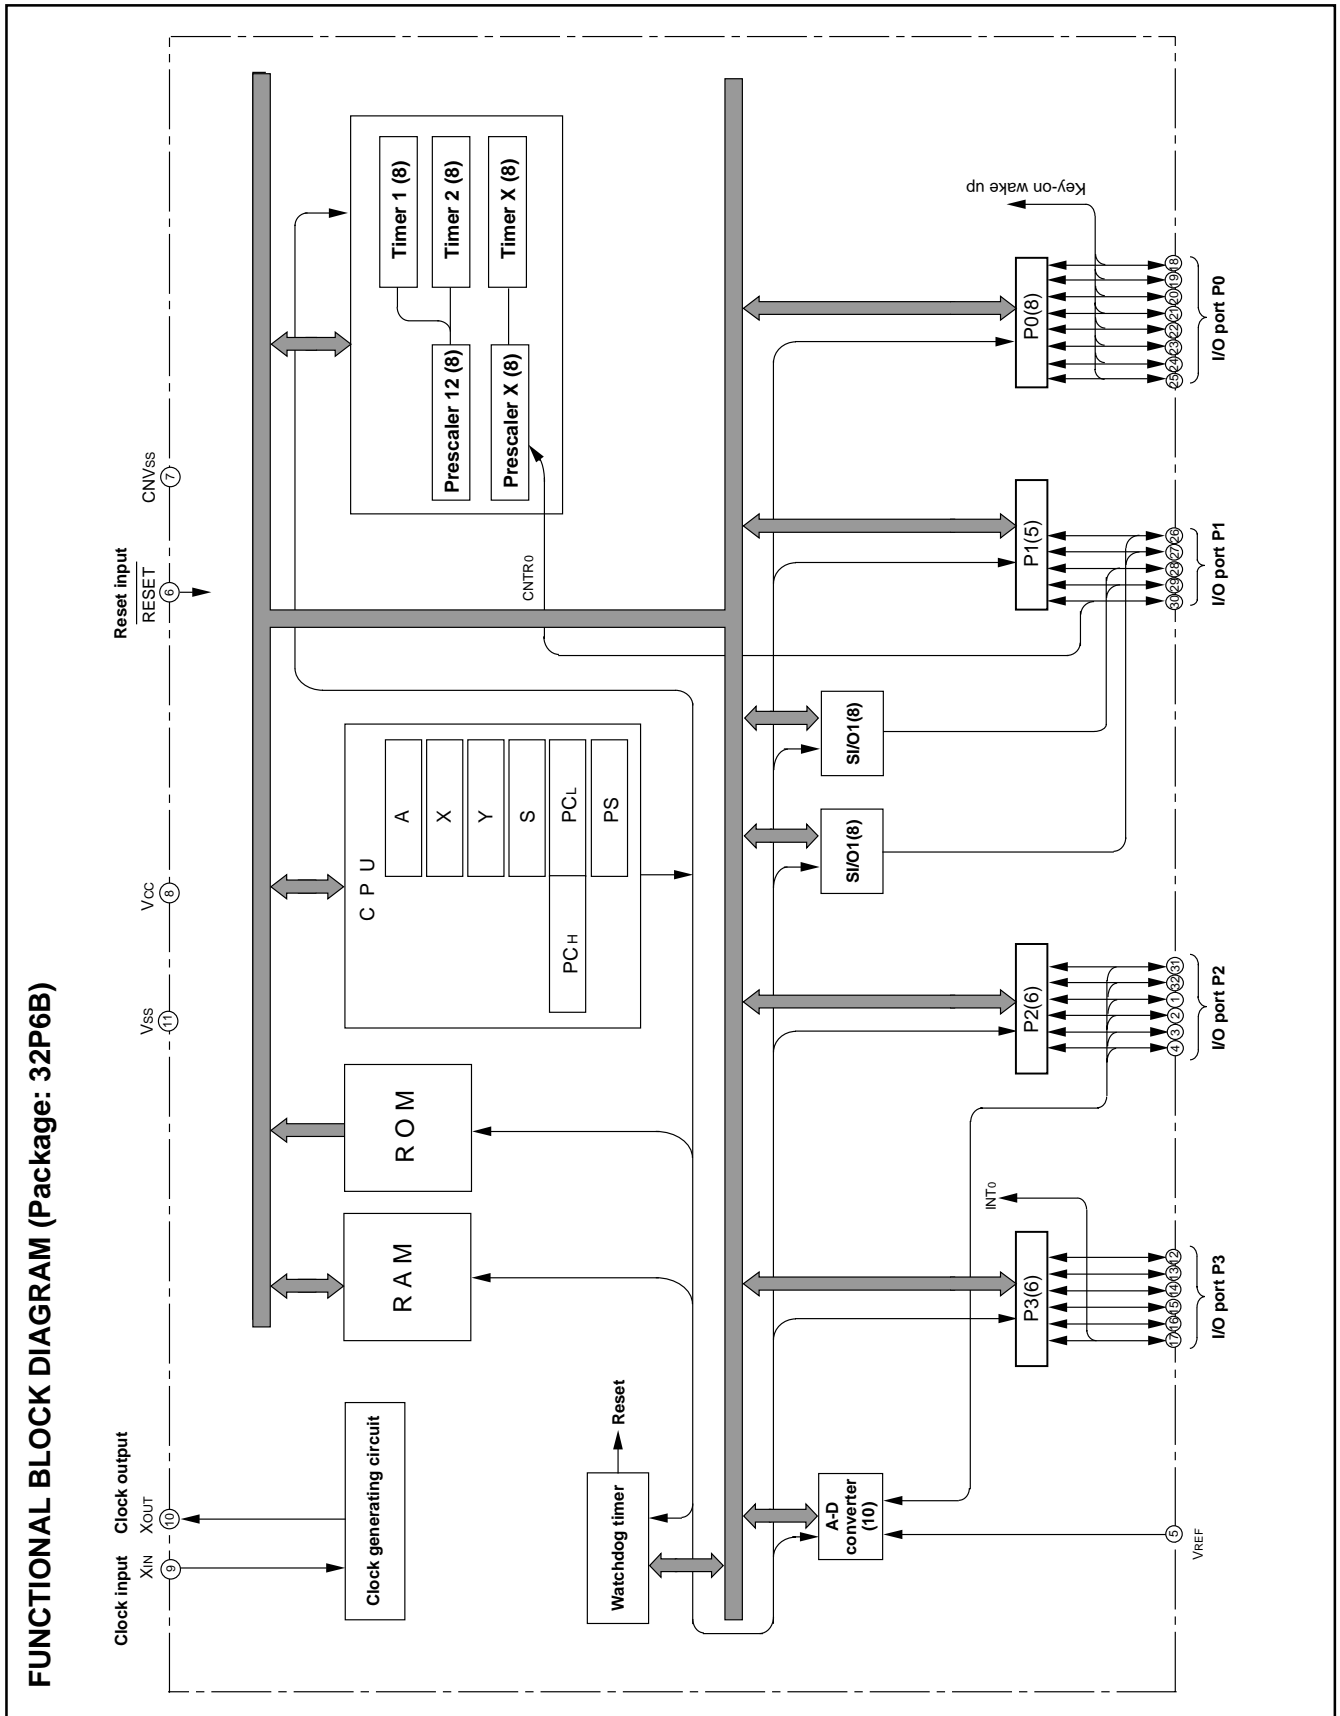 FUNCTIONAL BLOCK DIAGRAM (Package: 32P6B)
Clock input
XIN
9
Clock output
XOUT
10
VSS
11
VCC
8
Reset input
RESET
6
CNVSS
7
Clock generating circuit
RAM
ROM
CPU
A
X
Y
S
PCH
PCL
PS
Timer 1 (8)
Prescaler 12 (8)
Timer 2 (8)
Prescaler X (8)
Timer X (8)
CNTR0
Watchdog timer
Reset
A-D
converter
(10)
SI/O1(8)
SI/O1(8)
INT0
Key-on wake up
P3(6)
P2(6)
P1(5)
P0(8)
VREF
5
17 16 15 14 13 12
I/O port P3
4 3 2 1 32 31
I/O port P2
30 29 28 27 26
I/O port P1
25 24 23 22 21 20 19 18
I/O port P0